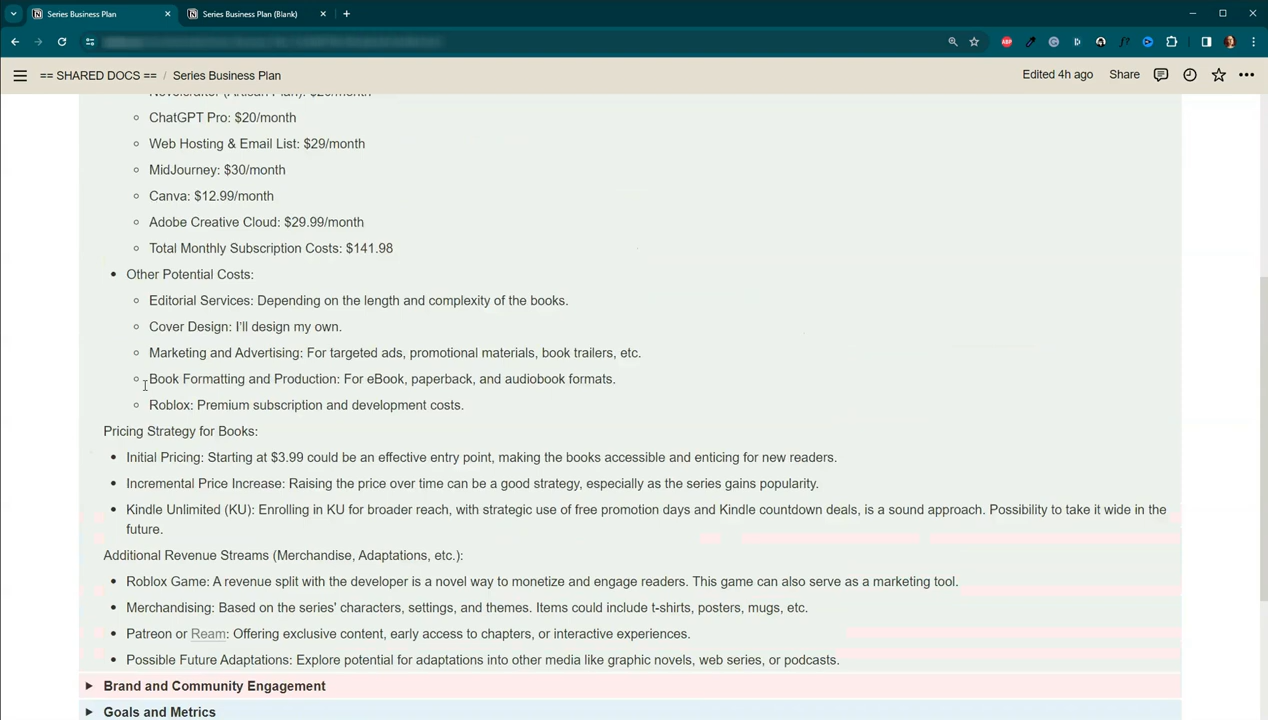 Series Business Plan
Series Business Plan (Blank)
== SHARED DOCS == / Series Business Plan
Edited 4h ago
Share
ChatGPT Pro: $20/month
Web Hosting & Email List: $29/month
MidJourney: $30/month
Canva: $12.99/month
Adobe Creative Cloud: $29.99/month
Total Monthly Subscription Costs: $141.98
Other Potential Costs:
Editorial Services: Depending on the length and complexity of the books.
Cover Design: I'll design my own.
Marketing and Advertising: For targeted ads, promotional materials, book trailers, etc.
Book Formatting and Production: For eBook, paperback, and audiobook formats.
Roblox: Premium subscription and development costs.
Pricing Strategy for Books:
Initial Pricing: Starting at $3.99 could be an effective entry point, making the books accessible and enticing for new readers.
Incremental Price Increase: Raising the price over time can be a good strategy, especially as the series gains popularity.
Kindle Unlimited (KU): Enrolling in KU for broader reach, with strategic use of free promotion days and Kindle countdown deals, is a sound approach. Possibility to take it wide in the
future.
Additional Revenue Streams (Merchandise, Adaptations, etc.):
Roblox Game: A revenue split with the developer is a novel way to monetize and engage readers. This game can also serve as a marketing tool.
Merchandising: Based on the series' characters, settings, and themes. Items could include t-shirts, posters, mugs, etc.
Patreon or Ream: Offering exclusive content, early access to chapters, or interactive experiences.
Possible Future Adaptations: Explore potential for adaptations into other media like graphic novels, web series, or podcasts.
Brand and Community Engagement
Goals and Metrics